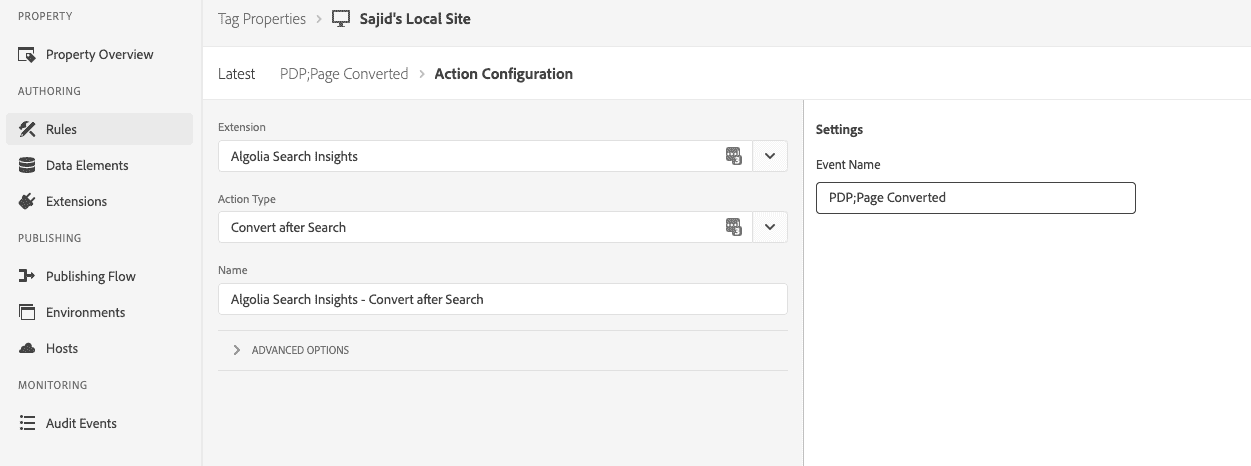 PROPERTY
Property Overview
AUTHORING
Rules
Data Elements
Extensions
PUBLISHING
Publishing Flow
Environments
Hosts
MONITORING
Audit Events
Tag Properties > Sajid's Local Site
Latest PDP;Page Converted > Action Configuration
Extension
Algolia Search Insights
Action Type
Convert after Search
Name
Algolia Search Insights - Convert after Search
ADVANCED OPTIONS
Settings
Event Name
PDP;Page Converted